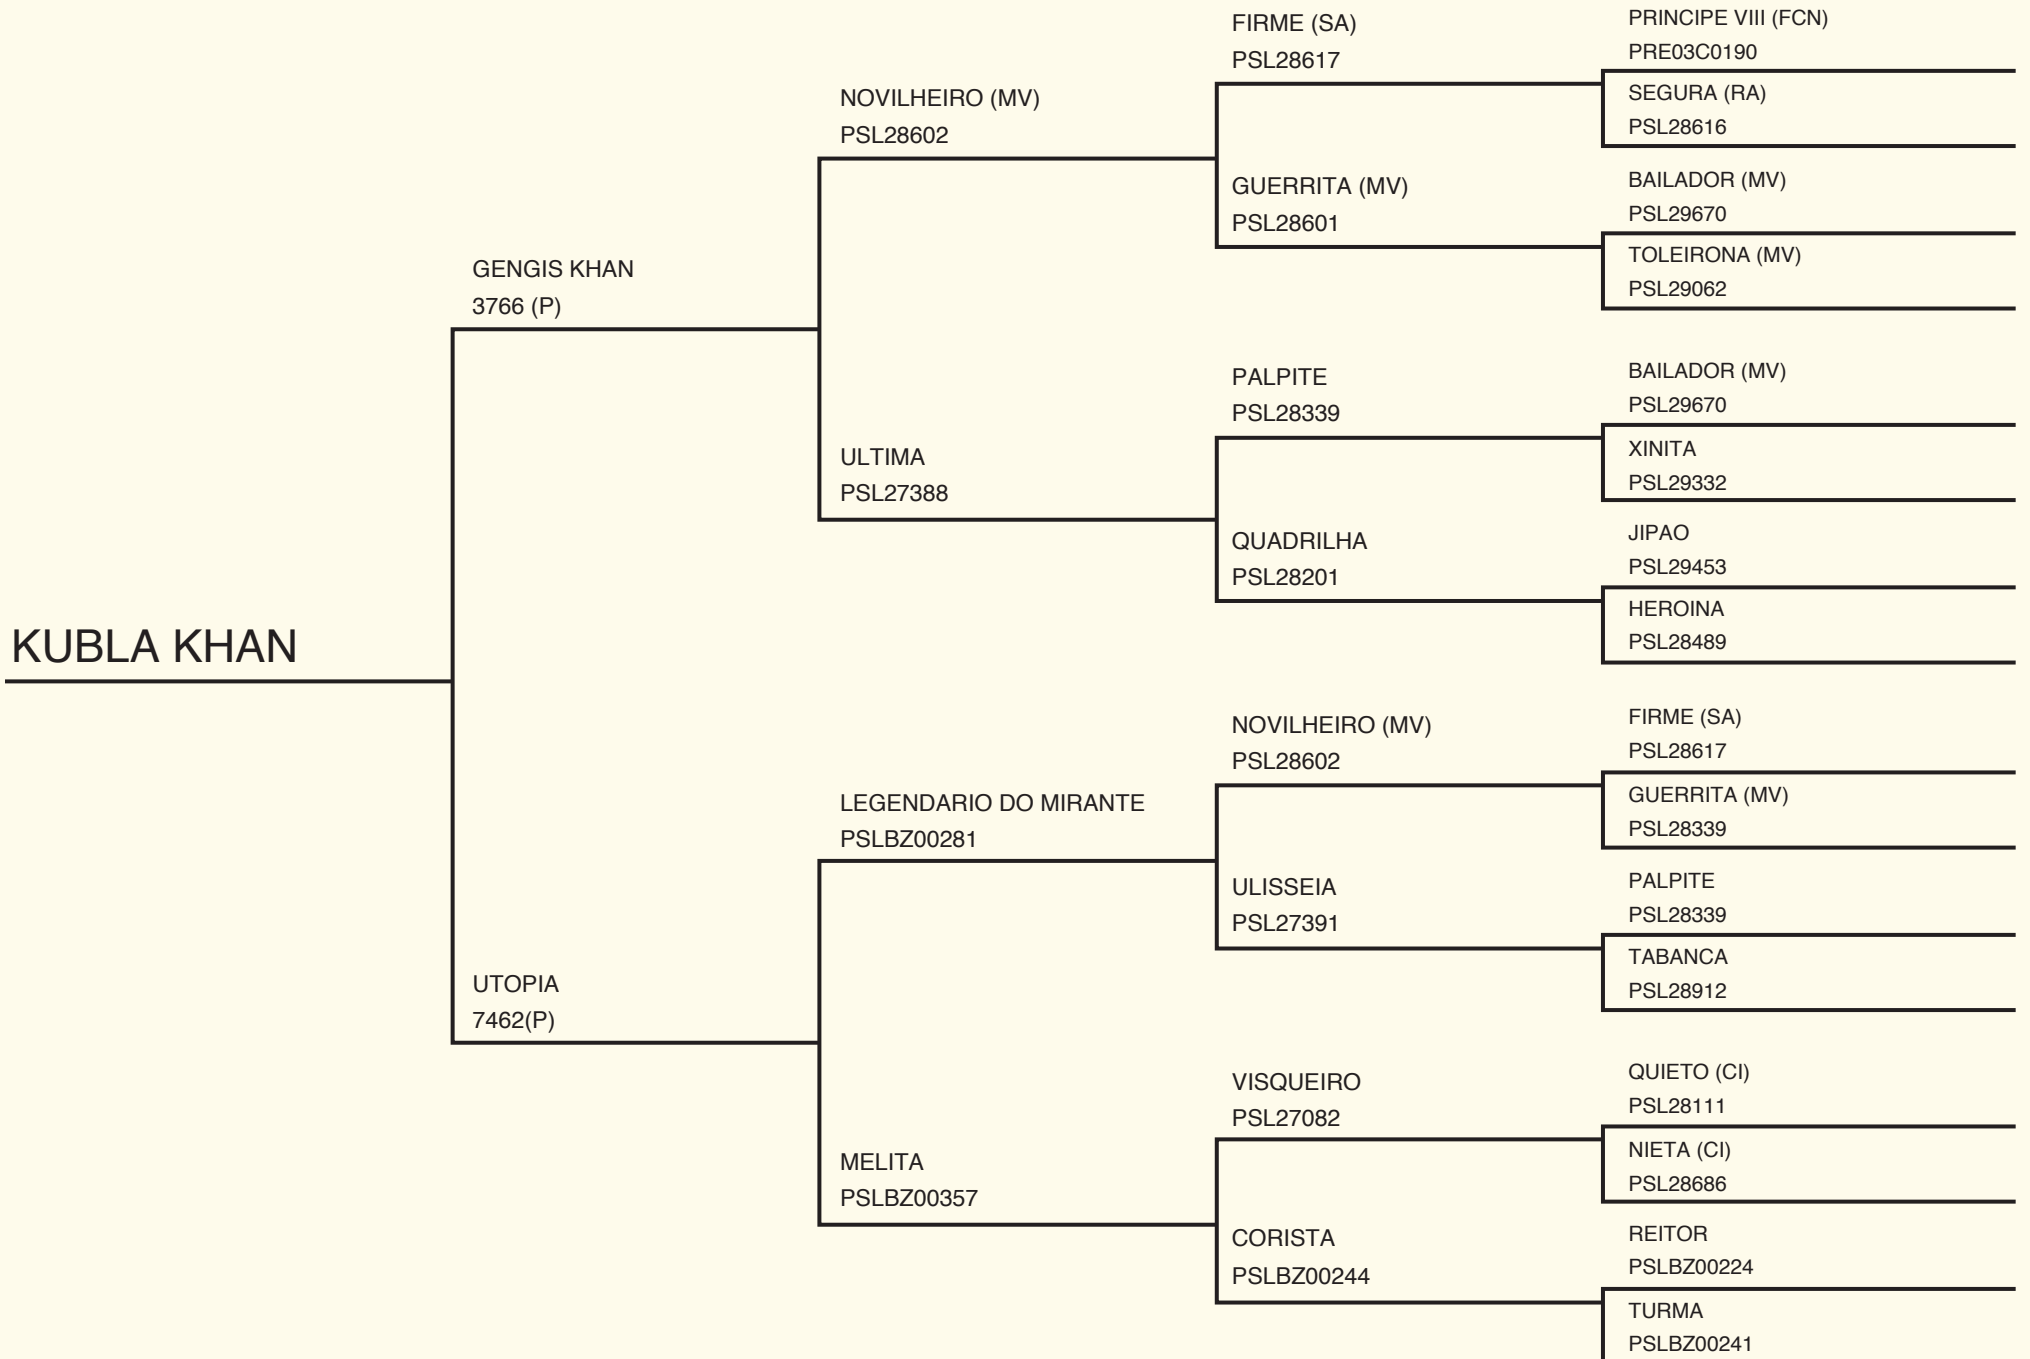 FIRME (SA)
PSL28617
PRINCIPE VIII (FCN)
PRE03C0190
SEGURA (RA)
PSL28616
NOVILHEIRO (MV)
PSL28602
GUERRITA (MV)
PSL28601
BAILADOR (MV)
PSL29670
TOLEIRONA (MV)
PSL29062
GENGIS KHAN
3766 (P)
PALPITE
PSL28339
BAILADOR (MV)
PSL29670
XINITA
PSL29332
ULTIMA
PSL27388
QUADRILHA
PSL28201
JIPAO
PSL29453
HEROINA
PSL28489
KUBLA KHAN
NOVILHEIRO (MV)
PSL28602
FIRME (SA)
PSL28617
GUERRITA (MV)
PSL28339
LEGENDARIO DO MIRANTE
PSLBZ00281
ULISSEIA
PSL27391
PALPITE
PSL28339
TABANCA
PSL28912
UTOPIA
7462(P)
VISQUEIRO
PSL27082
QUIETO (CI)
PSL28111
NIETA (CI)
PSL28686
MELITA
PSLBZ00357
CORISTA
PSLBZ00244
REITOR
PSLBZ00224
TURMA
PSLBZ00241